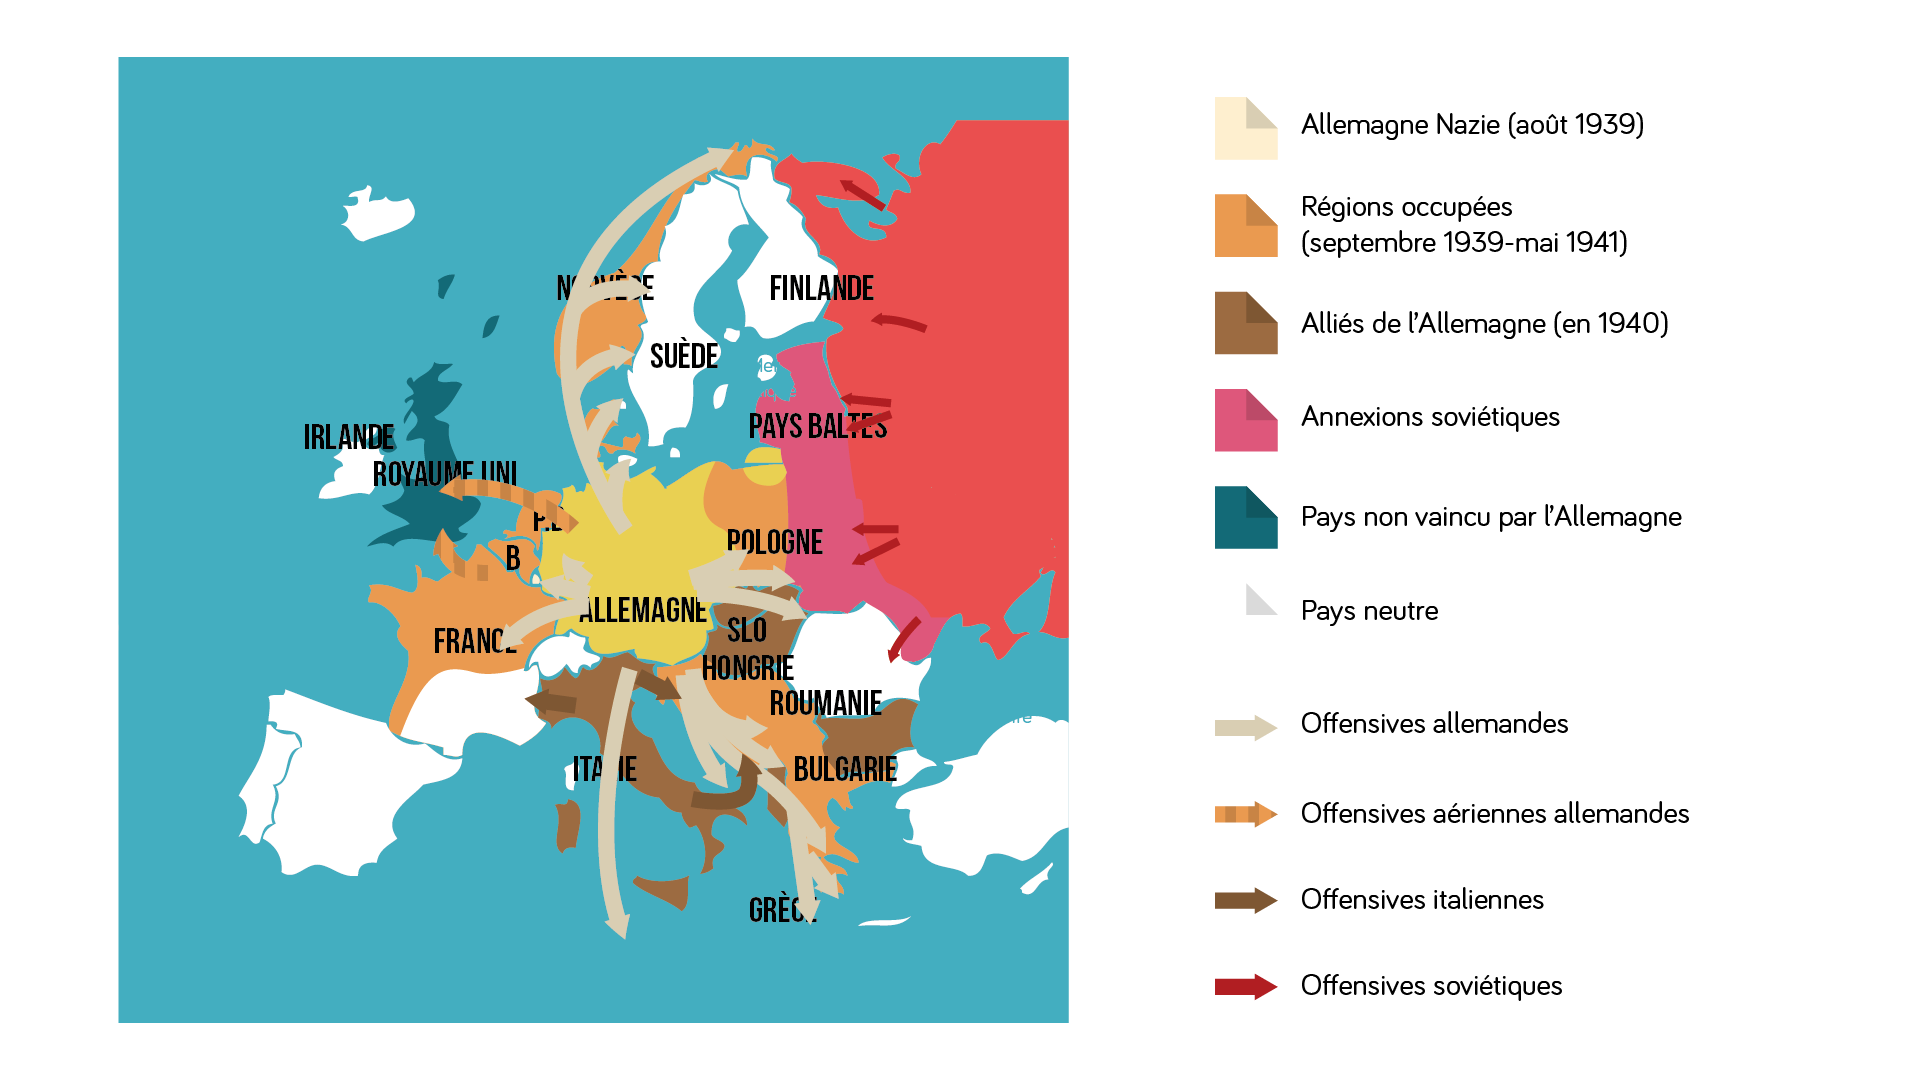 NORVÈGE
FINLANDE
SUÈDE
PAYS BALTES
IRLANDE
ROYAUME UNI
B
POLOGNE
ALLEMAGNE
SLO
FRANCE
HONGRIE
ROUMANIE
ITALIE
BULGARIE
GRÈCE
Allemagne Nazie (août 1939)
Régions occupées
(septembre 1939-mai 1941)
Alliés de l'Allemagne (en 1940)
Annexions soviétiques
Pays non vaincu par l'Allemagne
Pays neutre
Offensives allemandes
Offensives aériennes allemandes
Offensives italiennes
Offensives soviétiques